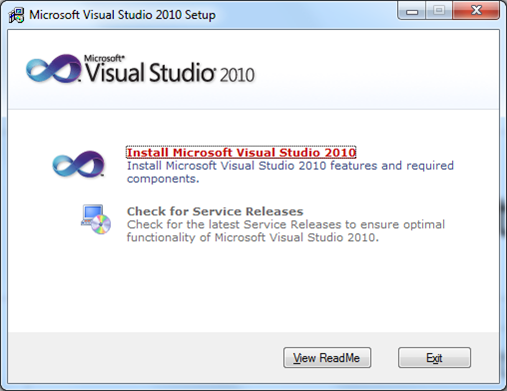 Microsoft Visual Studio 2010 Setup
Microsoft®
Visual Studio® 2010
Install Microsoft Visual Studio 2010
Install Microsoft Visual Studio 2010 features and required
components.
Check for Service Releases
Check for the latest Service Releases to ensure optimal
functionality of Microsoft Visual Studio 2010.
View ReadMe
Exit